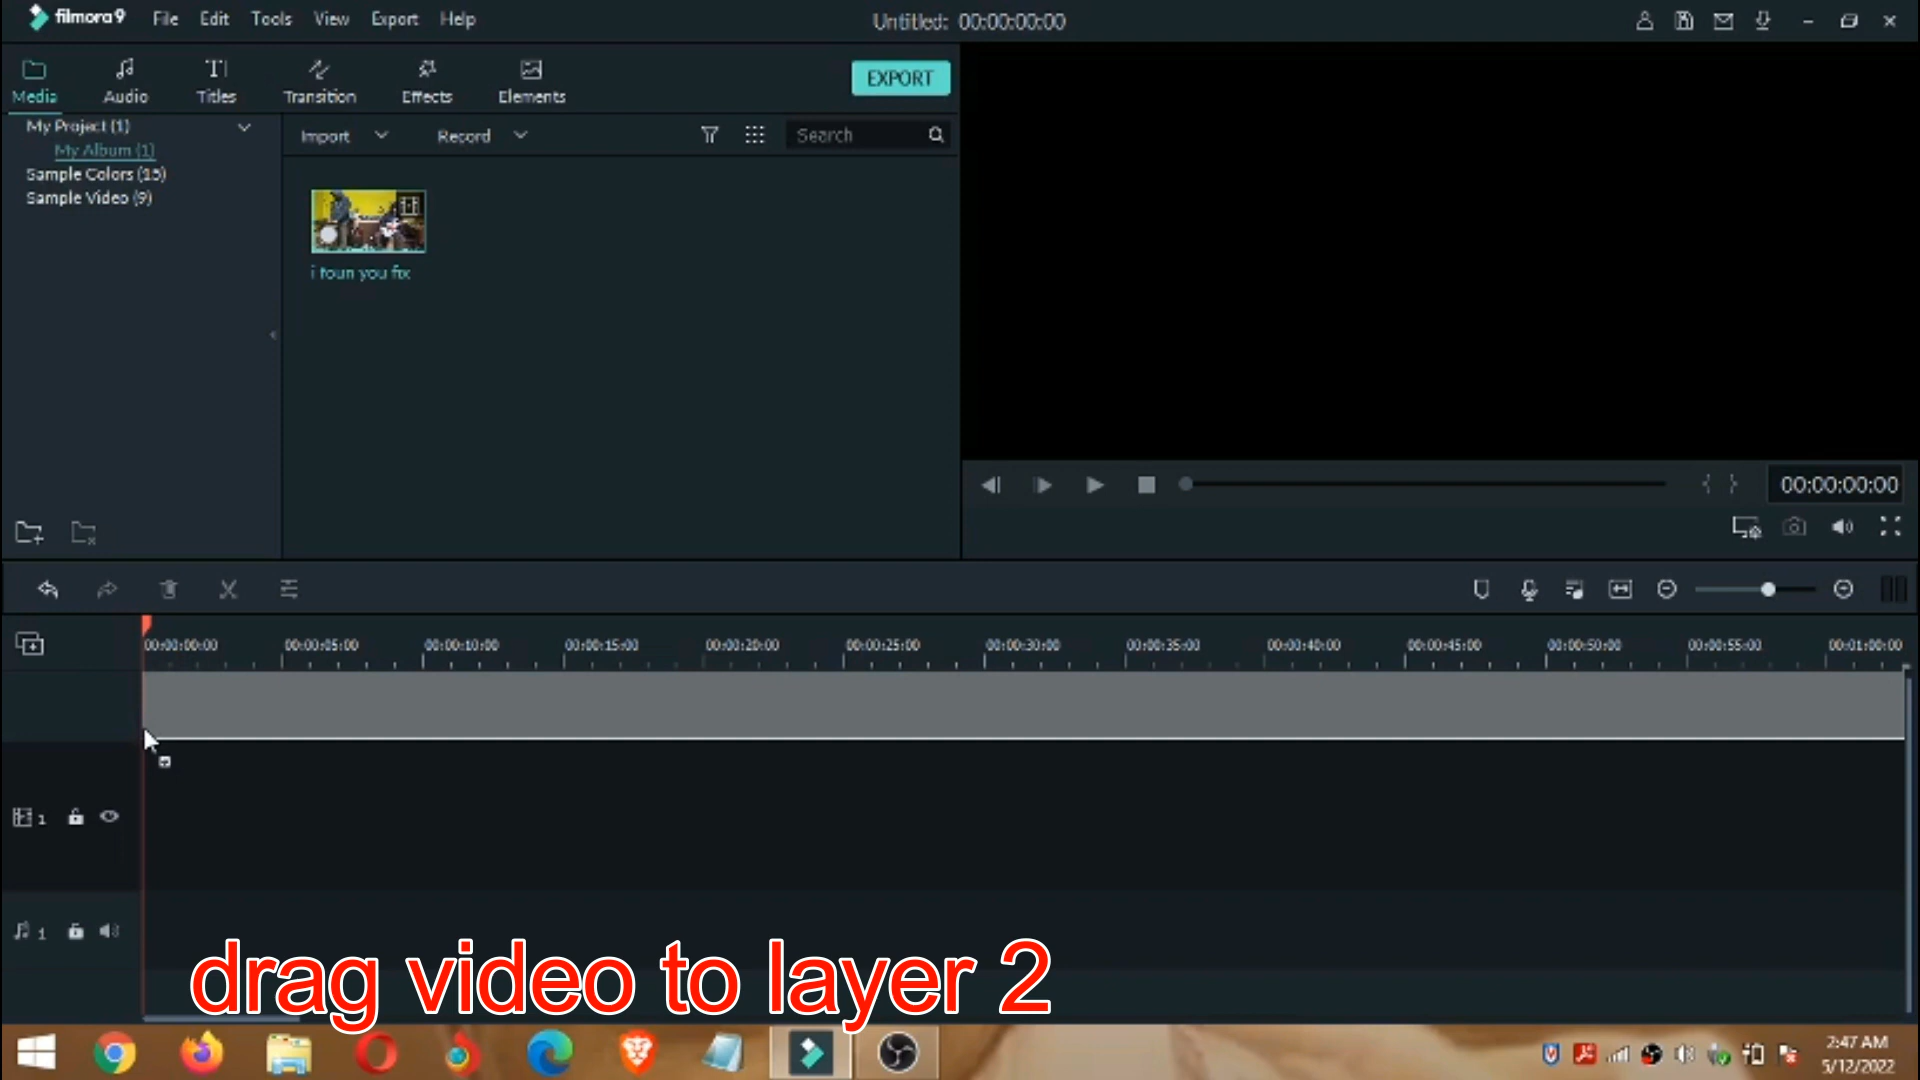 filmora9 File Edit Tools View Export Help
Untitled: 00:00:00:00
Media Audio Titles Transition Effects Elements
EXPORT
My Project (1)
My Album (1)
Sample Colors (15)
Sample Video (9)
Import Record
Search
i foun you fix
00:00:00:00
00:00:00:00 00:00:05:00 00:00:10:00 00:00:15:00 00:00:20:00 00:00:25:00 00:00:30:00 00:00:35:00 00:00:40:00 00:00:45:00 00:00:50:00 00:00:55:00 00:01:00:00
1
1
drag video to layer 2
2:47 AM
5/12/2022